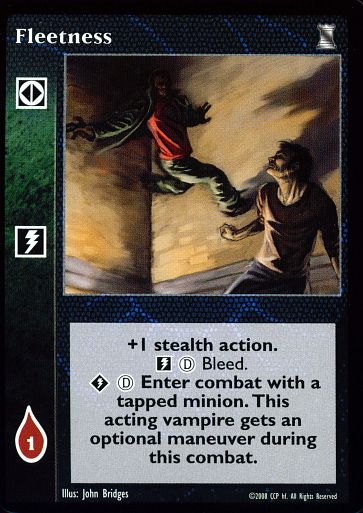 Fleetness
+1 stealth action.
Ⓓ Bleed.
Ⓓ Enter combat with a
tapped minion. This
acting vampire gets an
optional maneuver during
this combat.
1
Illus: John Bridges
©2008 CCP hf. All Rights Reserved